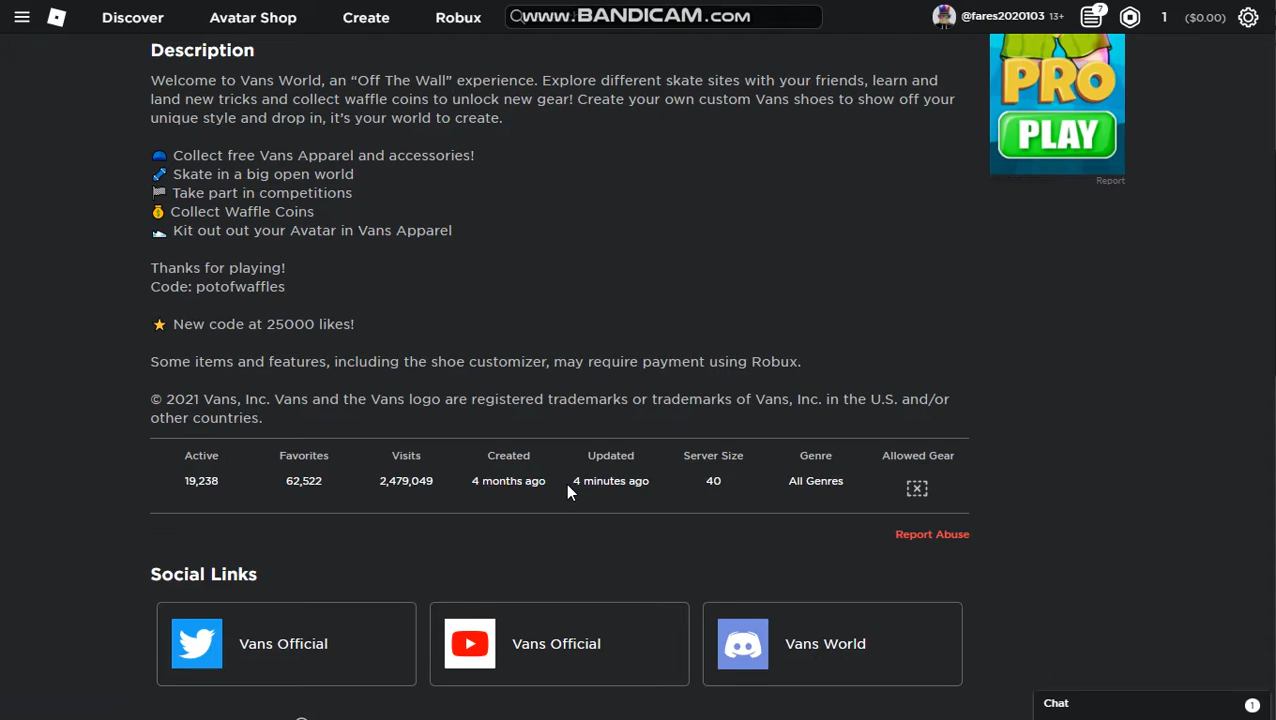 Discover Avatar Shop Create Robux www.BANDICAM.com @fares2020103 13+ 7 1 ($0.00)
Description
Welcome to Vans World, an “Off The Wall” experience. Explore different skate sites with your friends, learn and
land new tricks and collect waffle coins to unlock new gear! Create your own custom Vans shoes to show off your
unique style and drop in, it’s your world to create.
Collect free Vans Apparel and accessories!
Skate in a big open world
Take part in competitions
Collect Waffle Coins
Kit out out your Avatar in Vans Apparel
Thanks for playing!
Code: potofwaffles
New code at 25000 likes!
Some items and features, including the shoe customizer, may require payment using Robux.
© 2021 Vans, Inc. Vans and the Vans logo are registered trademarks or trademarks of Vans, Inc. in the U.S. and/or
other countries.
Active Favorites Visits Created Updated Server Size Genre Allowed Gear
19,238 62,522 2,479,049 4 months ago 4 minutes ago 40 All Genres
Report Abuse
Social Links
Vans Official Vans Official Vans World
PRO
PLAY
Report
Chat 1